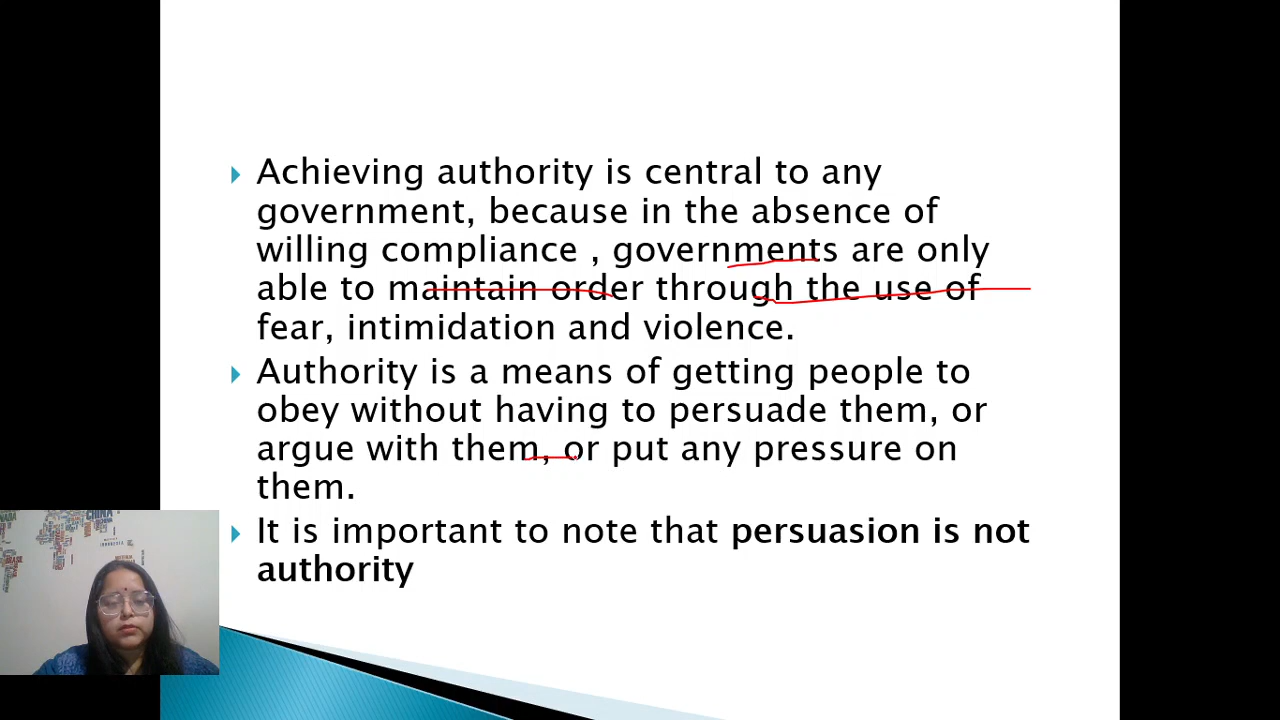 Achieving authority is central to any
government, because in the absence of
willing compliance , governments are only
able to maintain order through the use of
fear, intimidation and violence.
Authority is a means of getting people to
obey without having to persuade them, or
argue with them, or put any pressure on
them.
It is important to note that persuasion is not
authority
CHINA